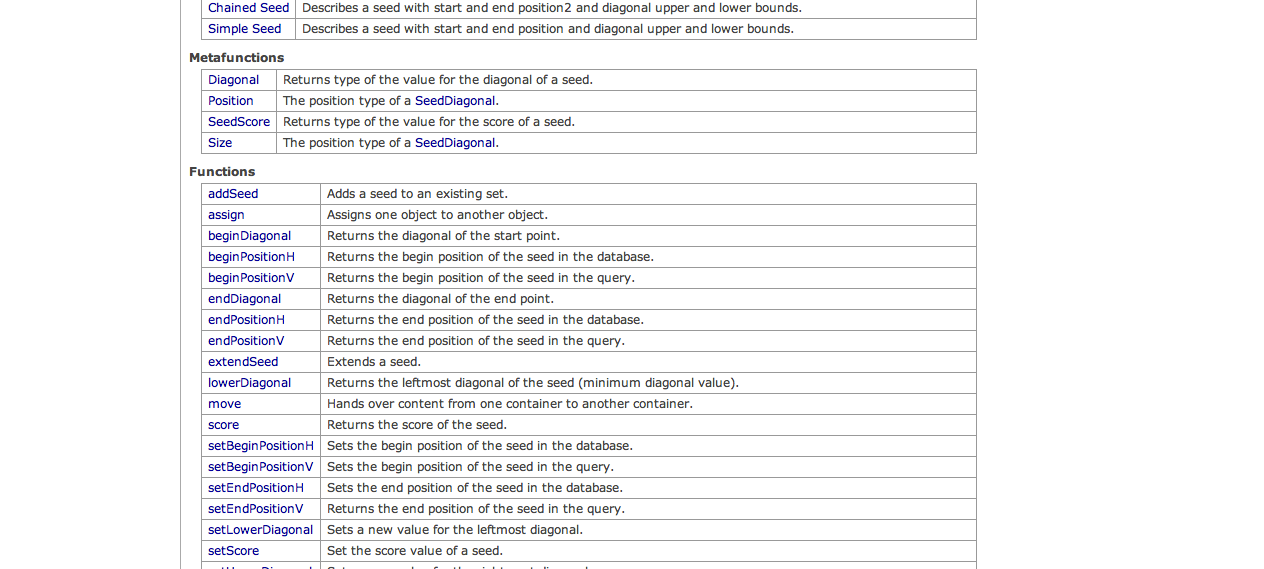 Chained Seed Describes a seed with start and end position2 and diagonal upper and lower bounds.
Simple Seed Describes a seed with start and end position and diagonal upper and lower bounds.
Metafunctions
Diagonal Returns type of the value for the diagonal of a seed.
Position The position type of a SeedDiagonal.
SeedScore Returns type of the value for the score of a seed.
Size The position type of a SeedDiagonal.
Functions
addSeed Adds a seed to an existing set.
assign Assigns one object to another object.
beginDiagonal Returns the diagonal of the start point.
beginPositionH Returns the begin position of the seed in the database.
beginPositionV Returns the begin position of the seed in the query.
endDiagonal Returns the diagonal of the end point.
endPositionH Returns the end position of the seed in the database.
endPositionV Returns the end position of the seed in the query.
extendSeed Extends a seed.
lowerDiagonal Returns the leftmost diagonal of the seed (minimum diagonal value).
move Hands over content from one container to another container.
score Returns the score of the seed.
setBeginPositionH Sets the begin position of the seed in the database.
setBeginPositionV Sets the begin position of the seed in the query.
setEndPositionH Sets the end position of the seed in the database.
setEndPositionV Returns the end position of the seed in the query.
setLowerDiagonal Sets a new value for the leftmost diagonal.
setScore Set the score value of a seed.